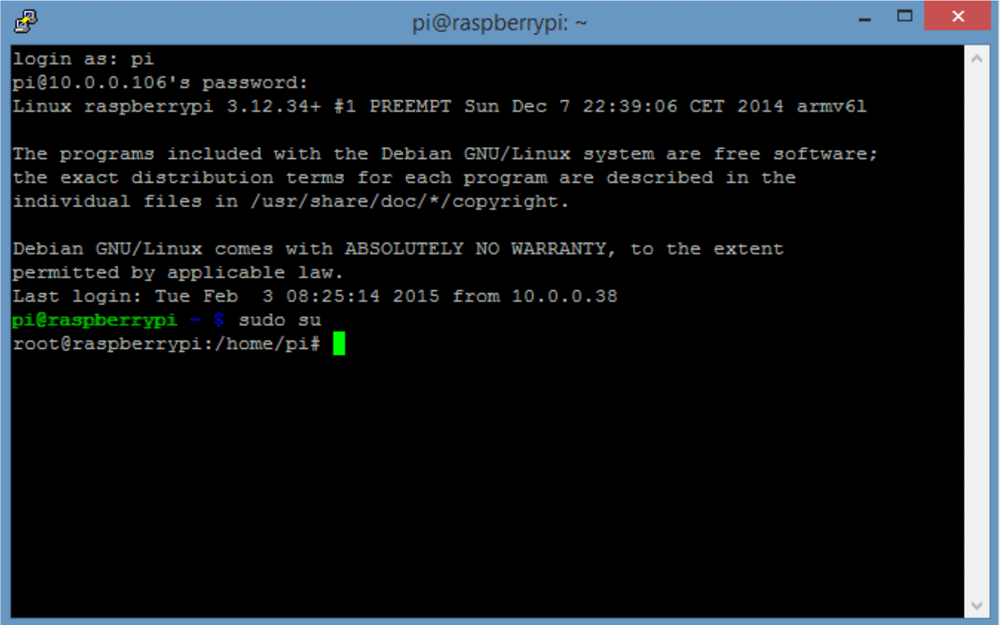 pi@raspberrypi: ~
login as: pi
pi@10.0.0.106's password:
Linux raspberrypi 3.12.34+ #1 PREEMPT Sun Dec 7 22:39:06 CET 2014 armv6l
The programs included with the Debian GNU/Linux system are free software;
the exact distribution terms for each program are described in the
individual files in /usr/share/doc/*/copyright.
Debian GNU/Linux comes with ABSOLUTELY NO WARRANTY, to the extent
permitted by applicable law.
Last login: Tue Feb  3 08:25:14 2015 from 10.0.0.38
pi@raspberrypi ~ $ sudo su
root@raspberrypi:/home/pi#